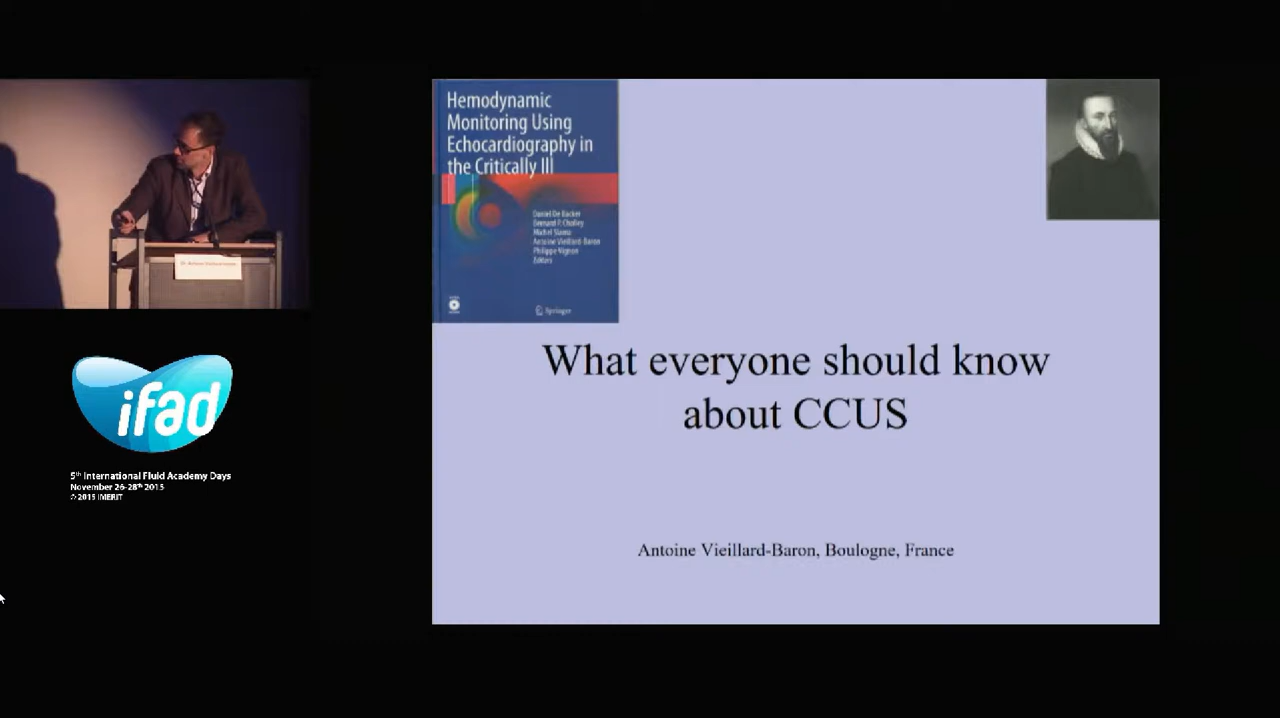 Hemodynamic
Monitoring Using
Echocardiography in
the Critically Ill
Daniel De Backer
Bernard P. Cholley
Michel Slama
Antoine Vieillard-Baron
Philippe Vignon
Editors
Springer
What everyone should know
about CCUS
Antoine Vieillard-Baron, Boulogne, France
ifad
5th International Fluid Academy Days
November 26-28th 2015
© 2015 iMERIT